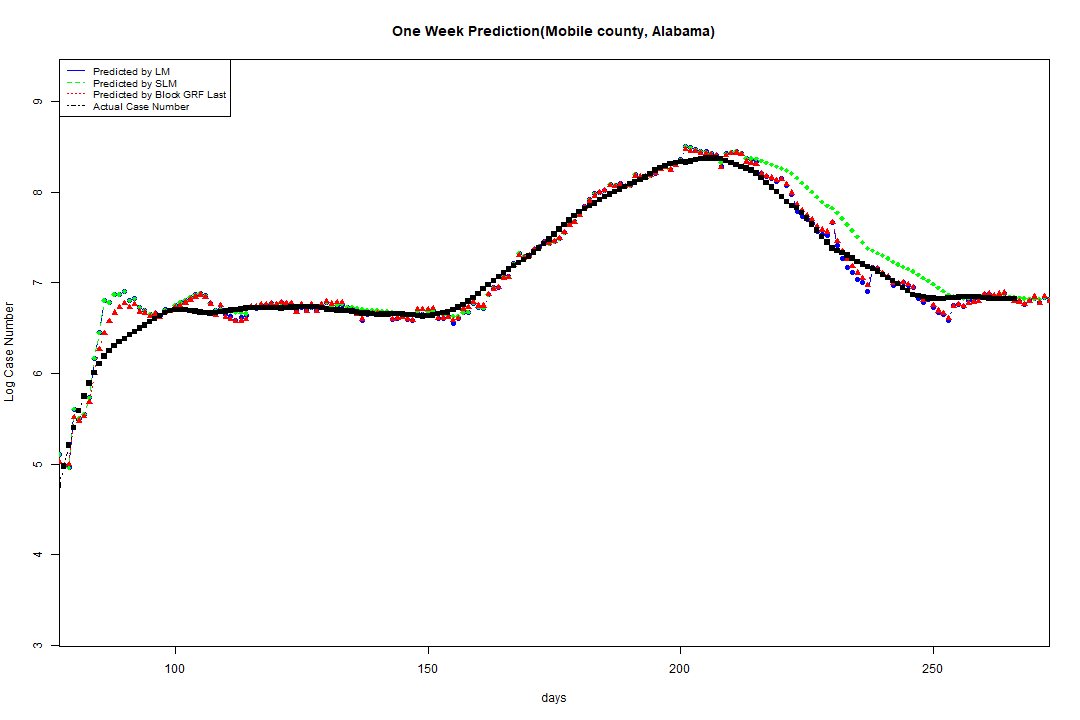 One Week Prediction(Mobile county, Alabama)
Predicted by LM
Predicted by SLM
Predicted by Block GRF Last
Actual Case Number
9
8
7
6
5
4
3
Log Case Number
100 150 200 250
days